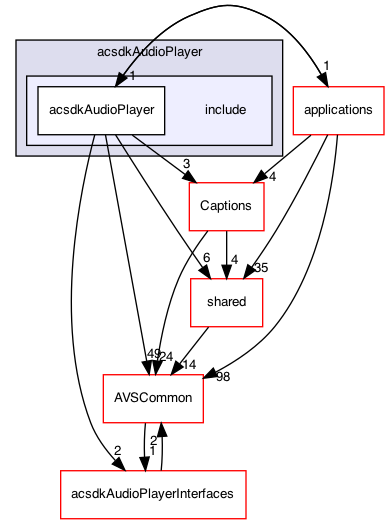 acsdkAudioPlayer
1
1
acsdkAudioPlayer
include
applications
3
4
Captions
6
4
35
shared
49
24
14
98
AVSCommon
2
2
1
acsdkAudioPlayerInterfaces